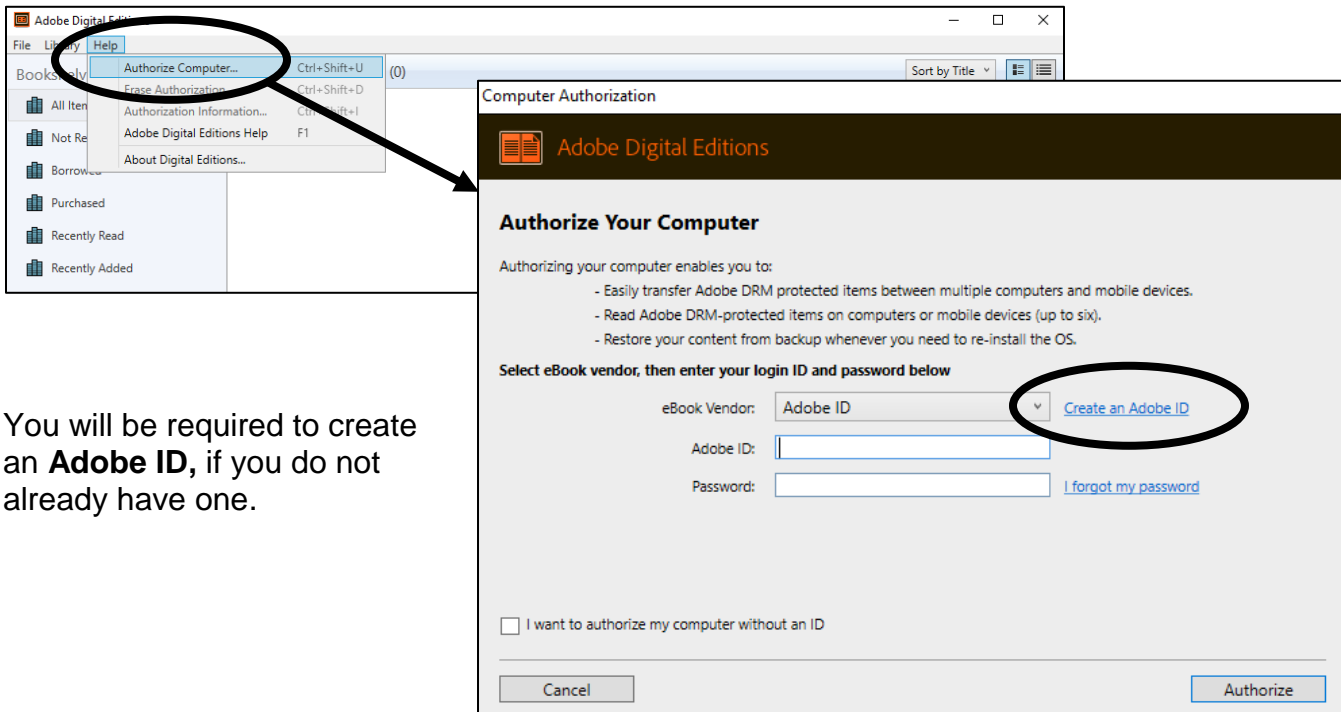 Adobe Digital Editions
File Library Help
Authorize Computer... Ctrl+Shift+U
Erase Authorization... Ctrl+Shift+D
Authorization Information... Ctrl+Shift+I
Adobe Digital Editions Help F1
About Digital Editions...
(0)
Sort by Title
All
Not
Borrowed
Purchased
Recently Read
Recently Added
Computer Authorization
Adobe Digital Editions
Authorize Your Computer
Authorizing your computer enables you to:
- Easily transfer Adobe DRM protected items between multiple computers and mobile devices.
- Read Adobe DRM-protected items on computers or mobile devices (up to six).
- Restore your content from backup whenever you need to re-install the OS.
Select eBook vendor, then enter your login ID and password below
eBook Vendor: Adobe ID Create an Adobe ID
Adobe ID:
Password: I forgot my password
I want to authorize my computer without an ID
Cancel Authorize
You will be required to create
an Adobe ID, if you do not
already have one.